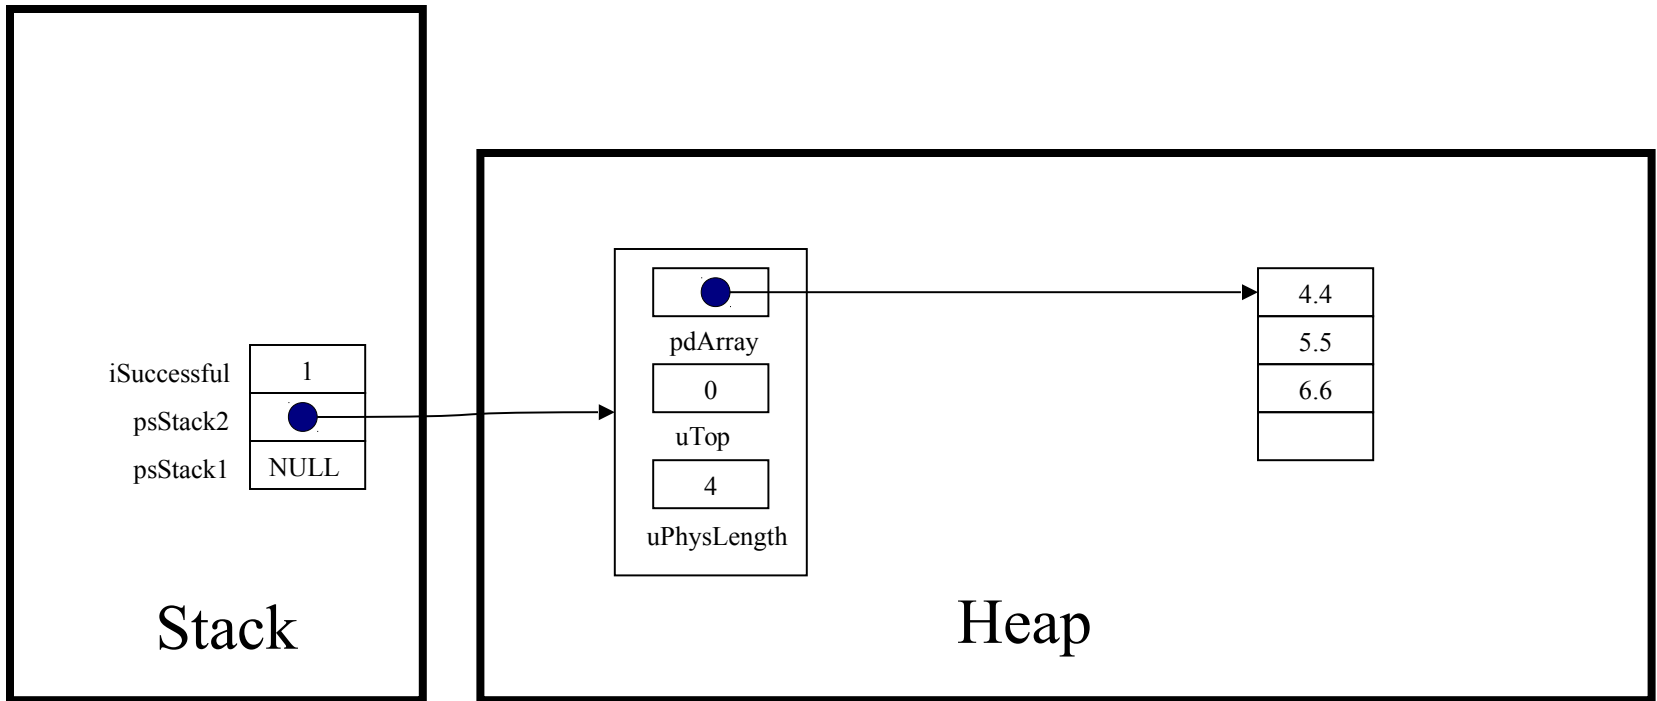 iSuccessful 1
psStack2
psStack1 NULL
Stack
pdArray
0
uTop
4
uPhysLength
4.4
5.5
6.6
Heap